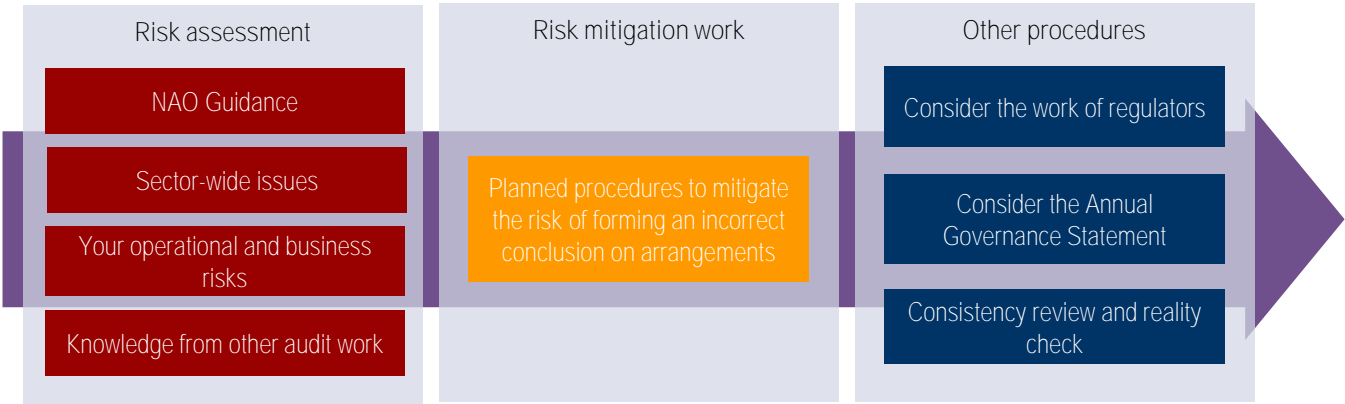 Risk assessment
NAO Guidance
Sector-wide issues
Your operational and business
risks
Knowledge from other audit work
Risk mitigation work
Planned procedures to mitigate
the risk of forming an incorrect
conclusion on arrangements
Other procedures
Consider the work of regulators
Consider the Annual
Governance Statement
Consistency review and reality
check